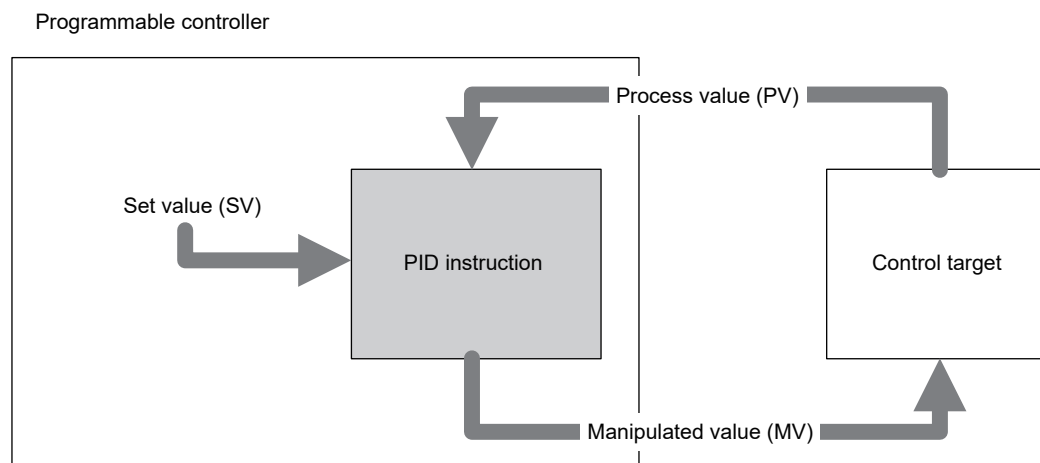 Programmable controller
Process value (PV)
Set value (SV)
PID instruction
Control target
Manipulated value (MV)